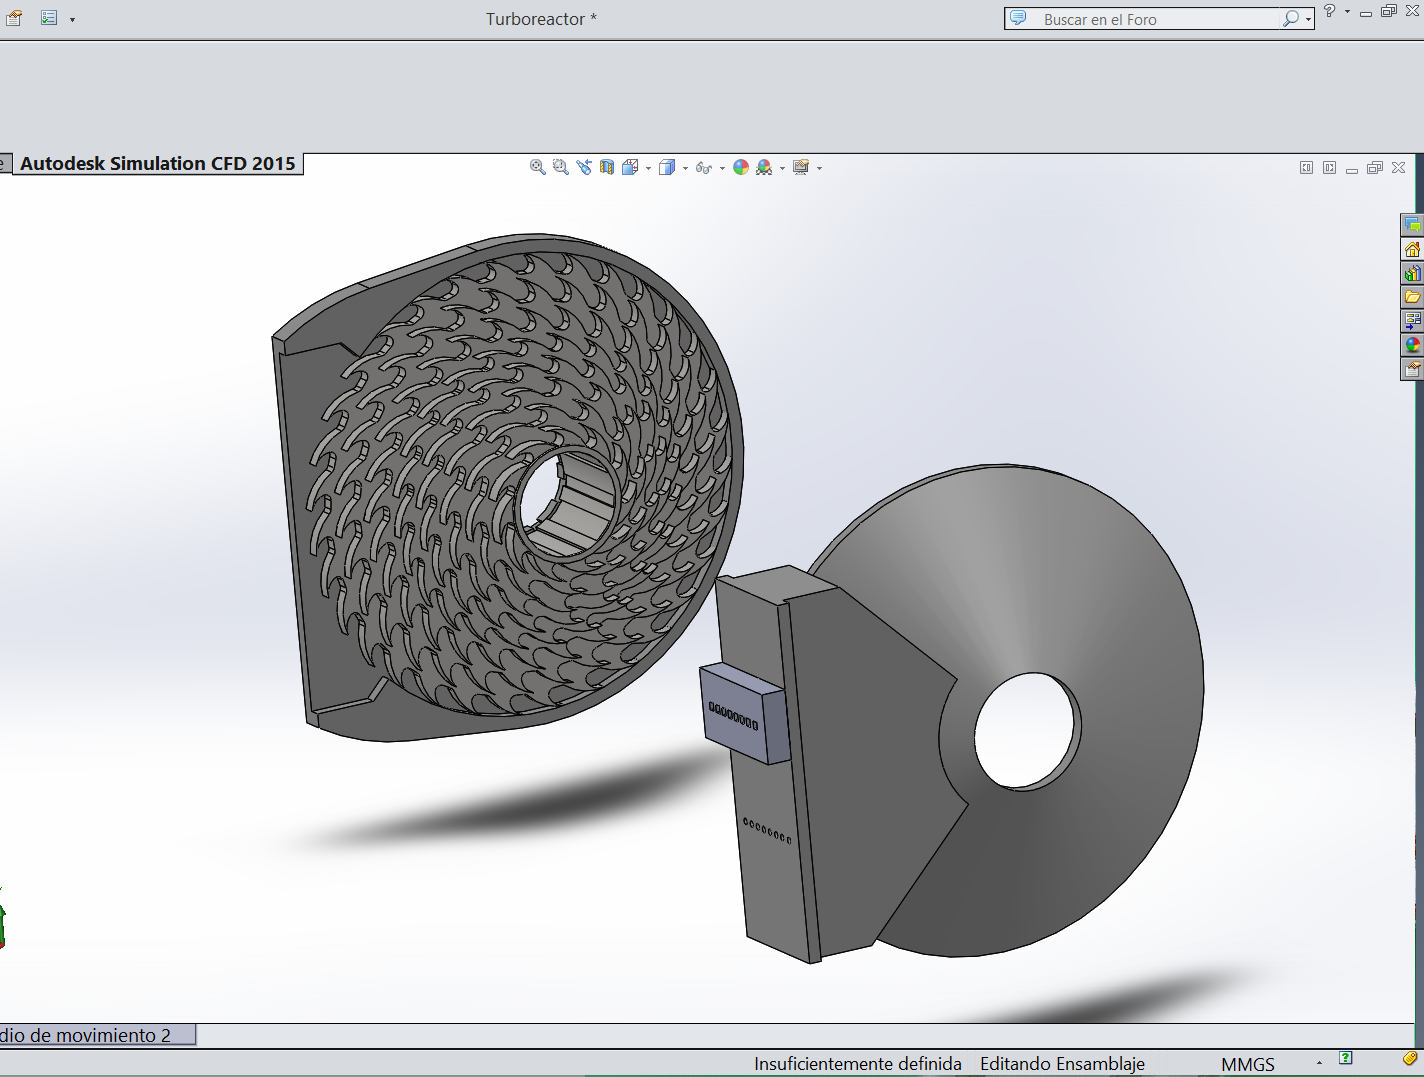 Turboreactor *
Buscar en el Foro
Autodesk Simulation CFD 2015
dio de movimiento 2
Insuficientemente definida
Editando Ensamblaje
MMGS